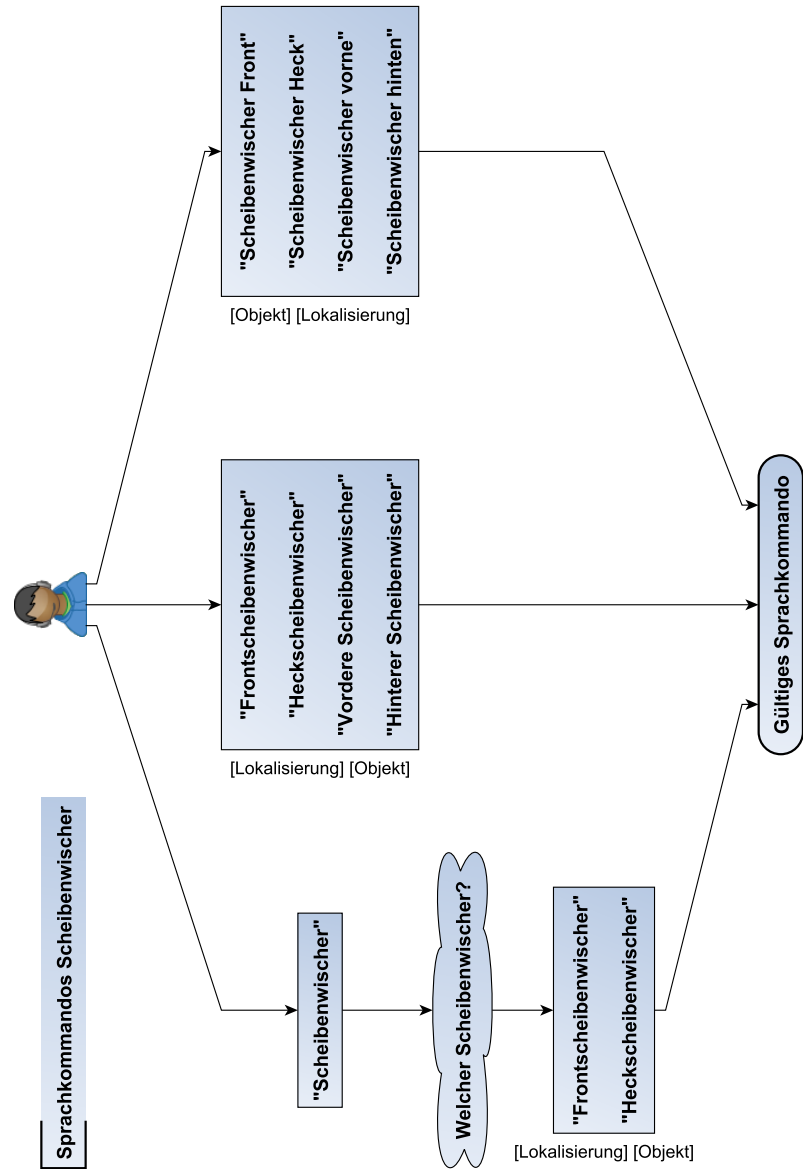 Sprachkommandos Scheibenwischer
"Scheibenwischer"
Welcher Scheibenwischer?
"Frontscheibenwischer"
"Heckscheibenwischer"
[Lokalisierung] [Objekt]
"Frontscheibenwischer"
"Heckscheibenwischer"
"Vordere Scheibenwischer"
"Hinterer Scheibenwischer"
[Lokalisierung] [Objekt]
"Scheibenwischer Front"
"Scheibenwischer Heck"
"Scheibenwischer vorne"
"Scheibenwischer hinten"
[Objekt] [Lokalisierung]
Gültiges Sprachkommando